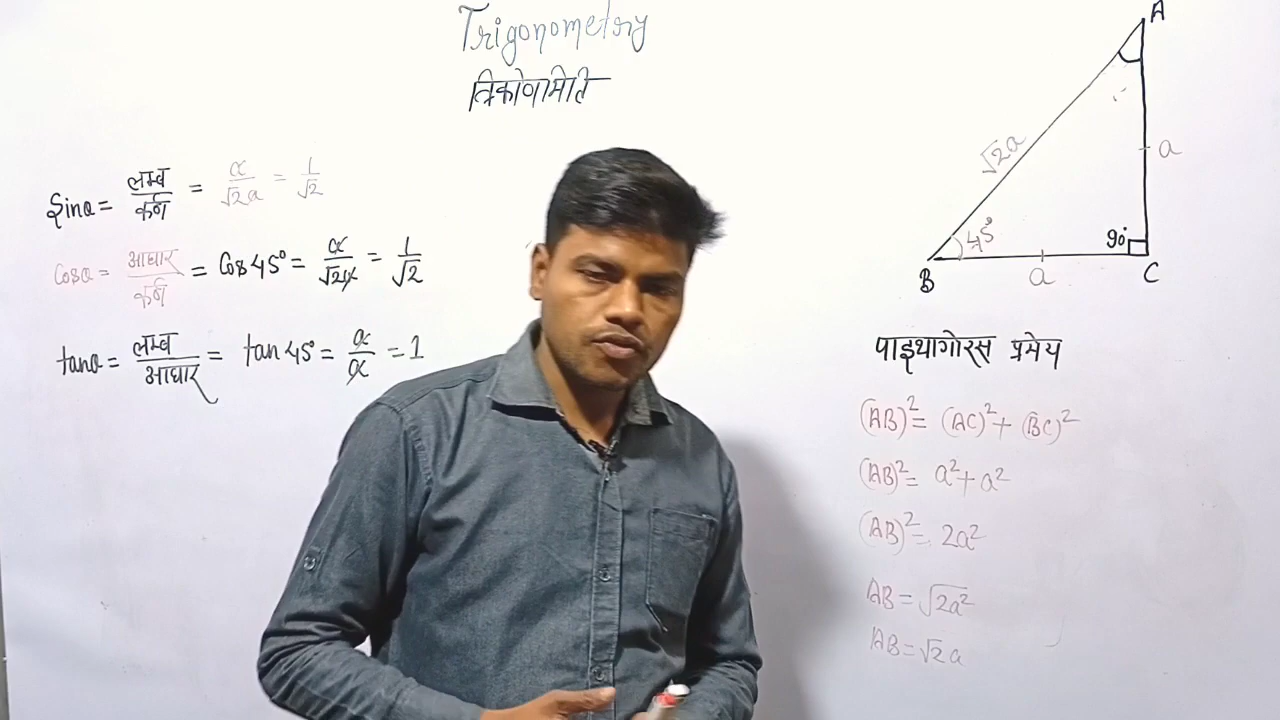 Trigonometry
त्रिकोणमिति
Sinθ = लम्ब/कर्ण = a/√2a = 1/√2
Cosθ = आधार/कर्ण = Cos45° = a/√2a = 1/√2
tanθ = लम्ब/आधार = tan45° = a/a = 1
A
√2a
a
45°
90°
B
a
C
पाइथागोरस प्रमेय
(AB)² = (AC)² + (BC)²
(AB)² = a² + a²
(AB)² = 2a²
AB = √2a²
AB = √2a